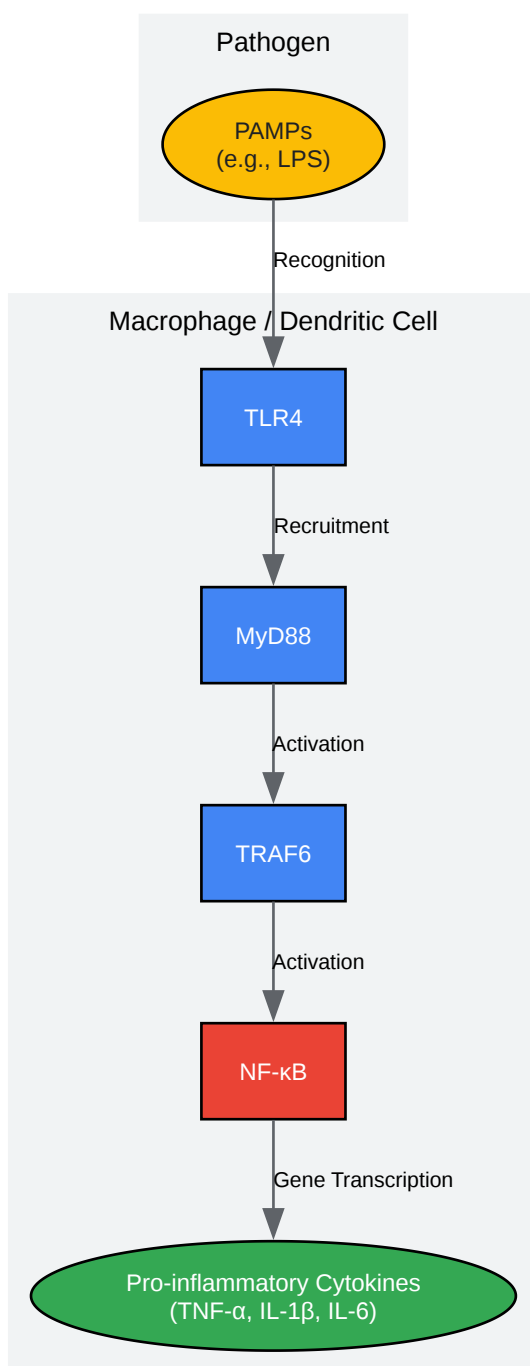 Pathogen
PAMPs
(e.g., LPS)
Recognition
Macrophage / Dendritic Cell
TLR4
Recruitment
MyD88
Activation
TRAF6
Activation
NF-κB
Gene Transcription
Pro-inflammatory Cytokines
(TNF-α, IL-1β, IL-6)